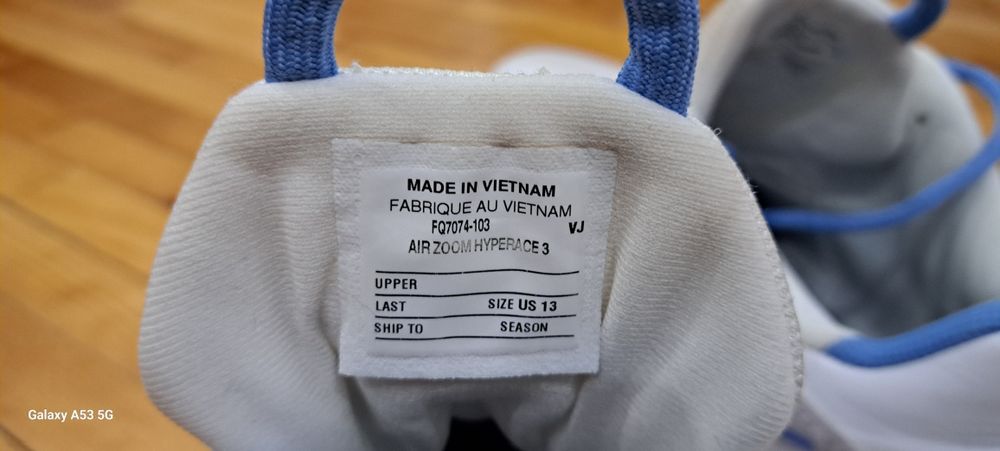 MADE IN VIETNAM
FABRIQUE AU VIETNAM
FQ7074-103 VJ
AIR ZOOM HYPERACE 3
UPPER
LAST SIZE US 13
SHIP TO SEASON
Galaxy A53 5G